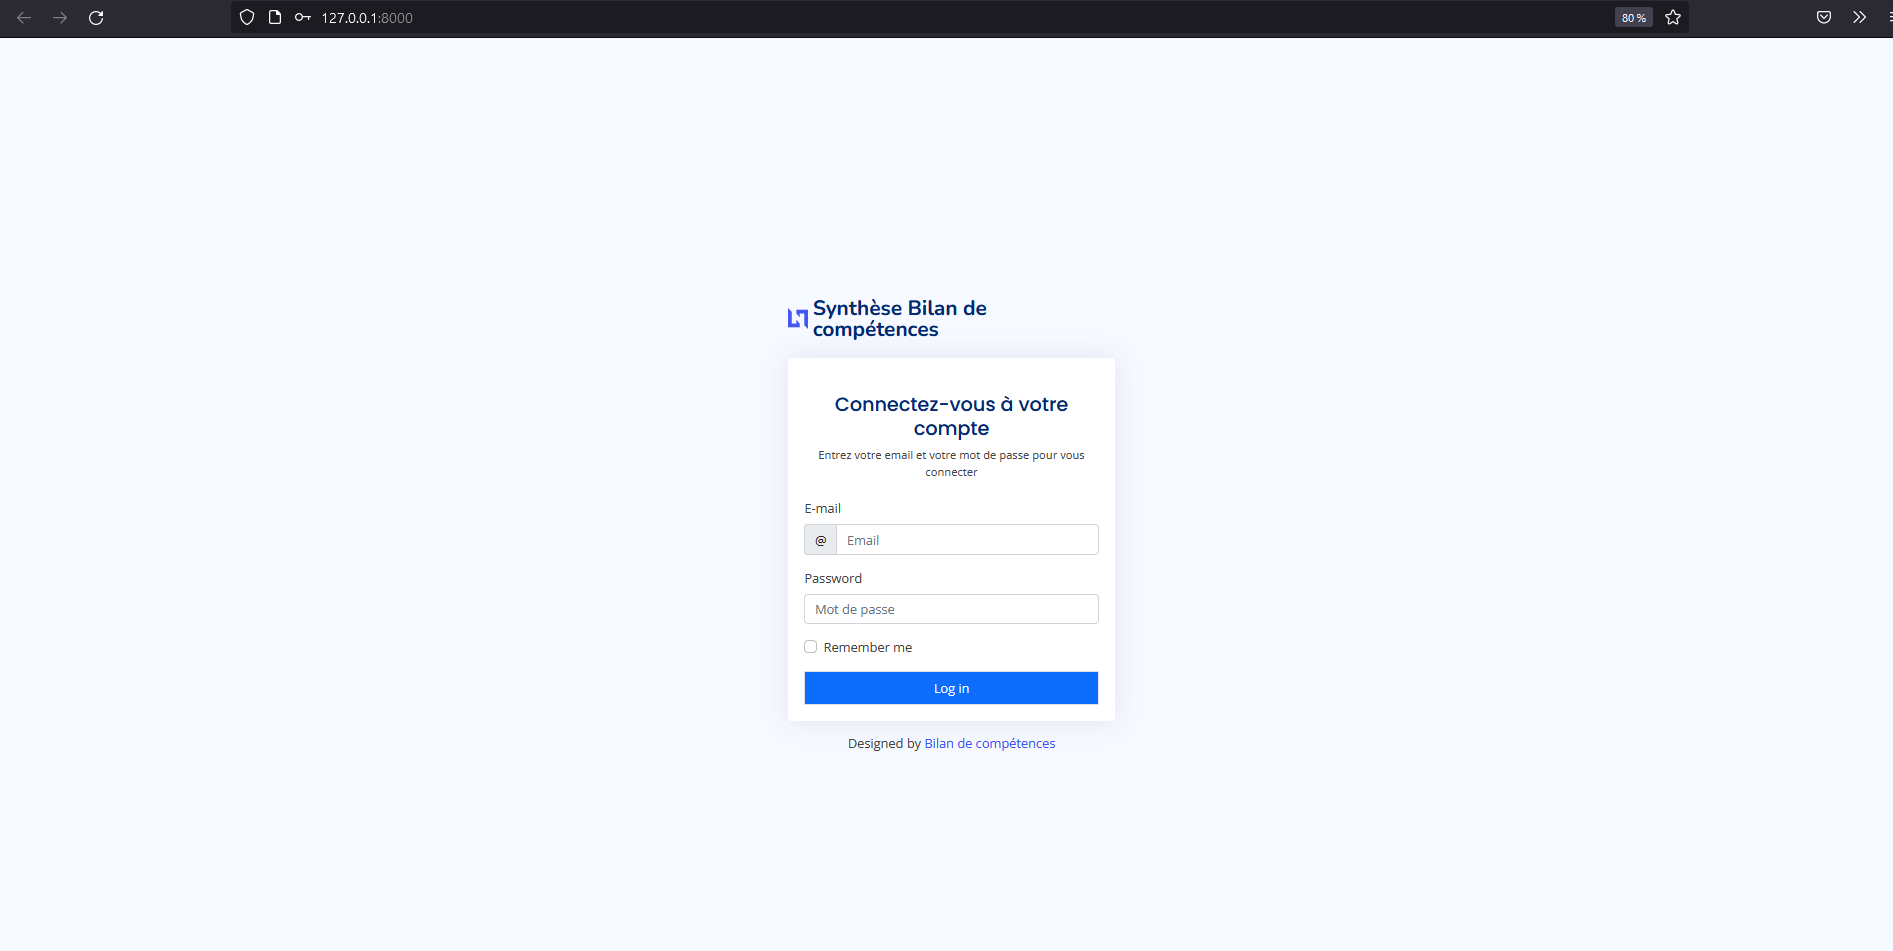 127.0.0.1:8000
80 %
Synthèse Bilan de
compétences
Connectez-vous à votre
compte
Entrez votre email et votre mot de passe pour vous
connecter
E-mail
@ Email
Password
Mot de passe
Remember me
Log in
Designed by Bilan de compétences